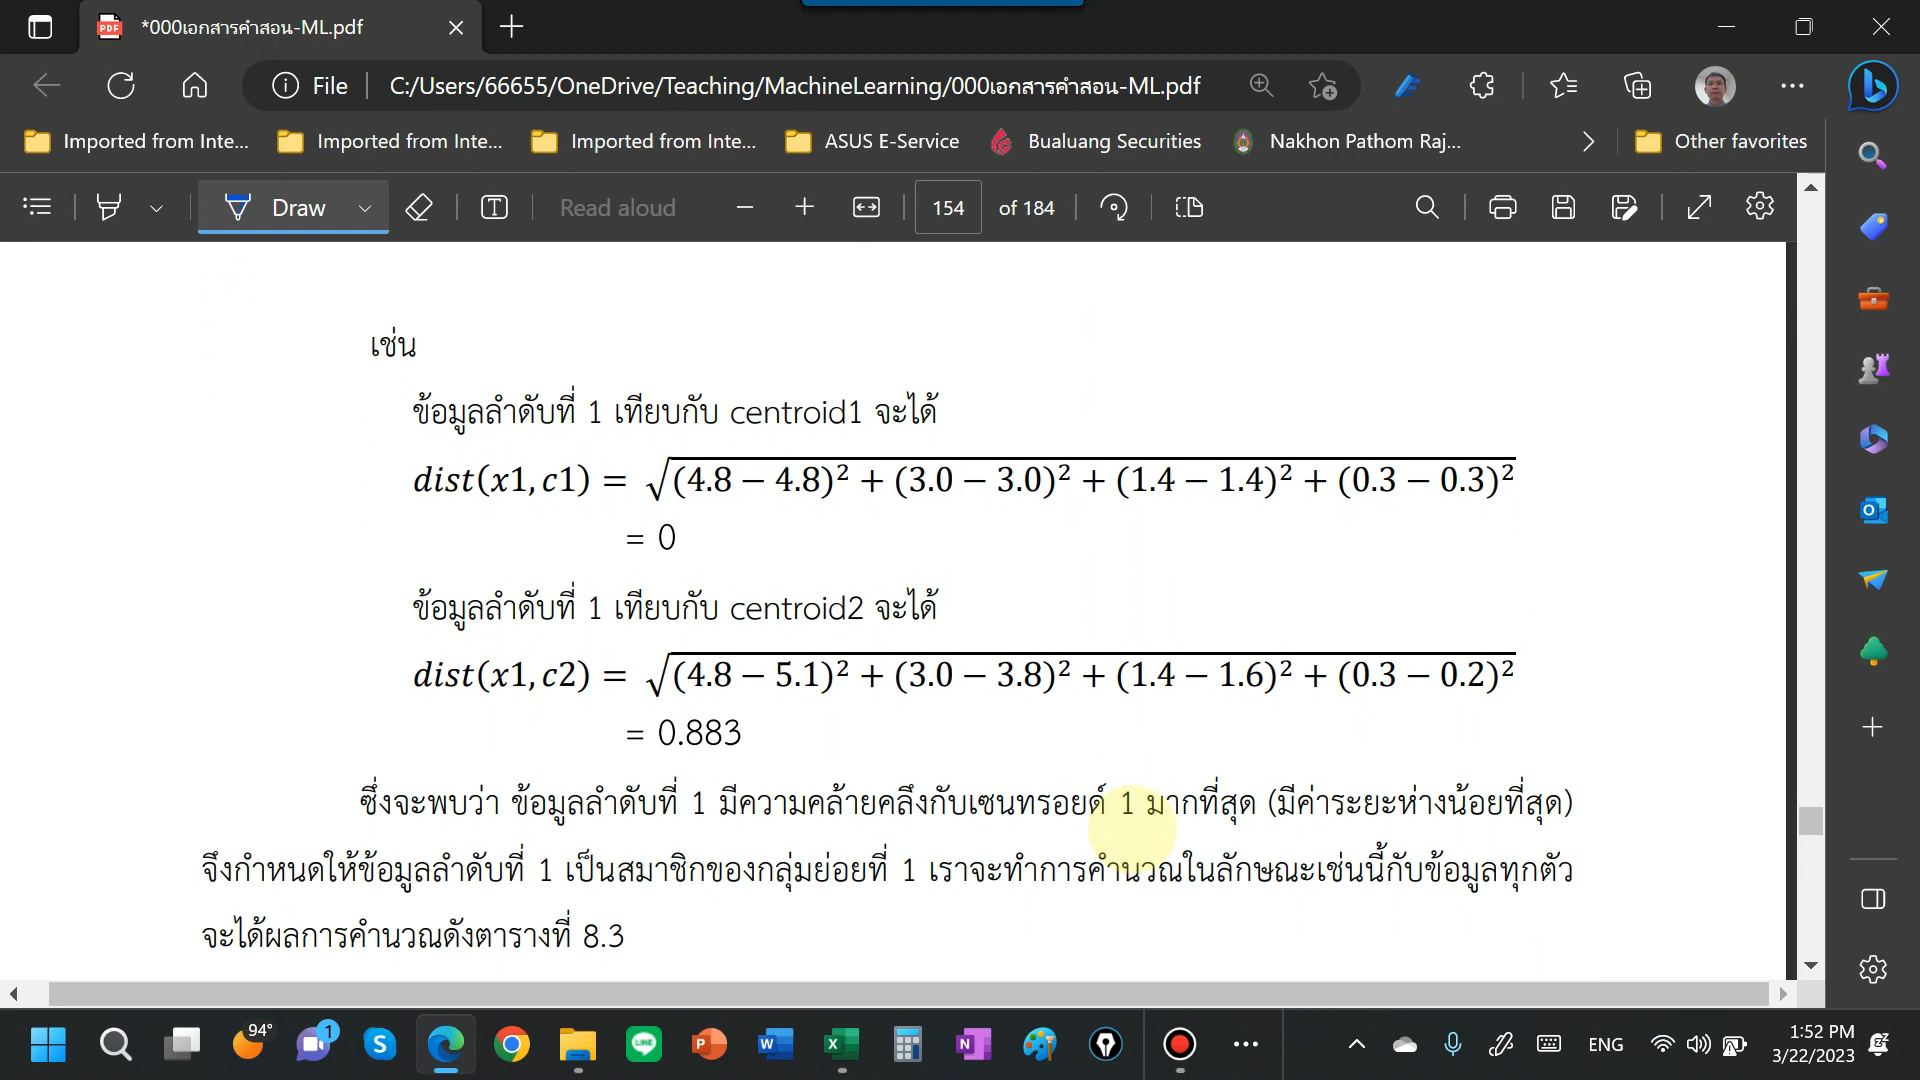 *000เอกสารคำสอน-ML.pdf
File C:/Users/66655/OneDrive/Teaching/MachineLearning/000เอกสารคำสอน-ML.pdf
Imported from Inte... Imported from Inte... Imported from Inte... ASUS E-Service Bualuang Securities Nakhon Pathom Raj... Other favorites
Draw Read aloud 154 of 184
เช่น
ข้อมูลลำดับที่ 1 เทียบกับ centroid1 จะได้
dist(x1, c1) = √(4.8 − 4.8)² + (3.0 − 3.0)² + (1.4 − 1.4)² + (0.3 − 0.3)²
= 0
ข้อมูลลำดับที่ 1 เทียบกับ centroid2 จะได้
dist(x1, c2) = √(4.8 − 5.1)² + (3.0 − 3.8)² + (1.4 − 1.6)² + (0.3 − 0.2)²
= 0.883
ซึ่งจะพบว่า ข้อมูลลำดับที่ 1 มีความคล้ายคลึงกับเซนทรอยด์ 1 มากที่สุด (มีค่าระยะห่างน้อยที่สุด)
จึงกำหนดให้ข้อมูลลำดับที่ 1 เป็นสมาชิกของกลุ่มย่อยที่ 1 เราจะทำการคำนวณในลักษณะเช่นนี้กับข้อมูลทุกตัว
จะได้ผลการคำนวณดังตารางที่ 8.3
94° 1 ENG 1:52 PM
3/22/2023